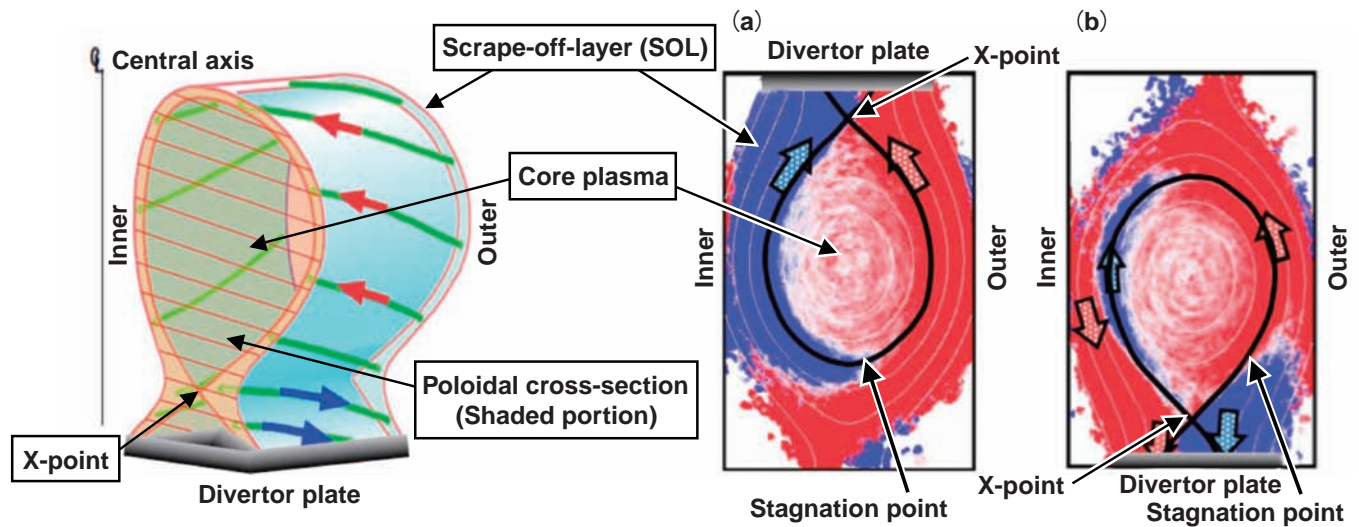 Central axis
Scrape-off-layer (SOL)
Core plasma
Inner
Outer
Poloidal cross-section
(Shaded portion)
X-point
Divertor plate
(a)
Divertor plate
X-point
Inner
Outer
Stagnation point
(b)
Inner
Outer
X-point
Divertor plate
Stagnation point